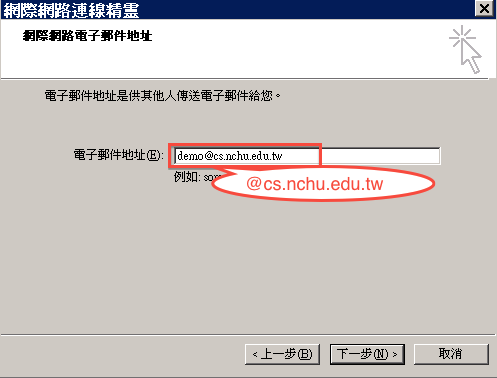 網際網路連線精靈
網際網路電子郵件地址
電子郵件地址是供其他人傳送電子郵件給您。
電子郵件地址(E): demo@cs.nchu.edu.tw
例如:
@cs.nchu.edu.tw
<上一步(B) 下一步(N)> 取消